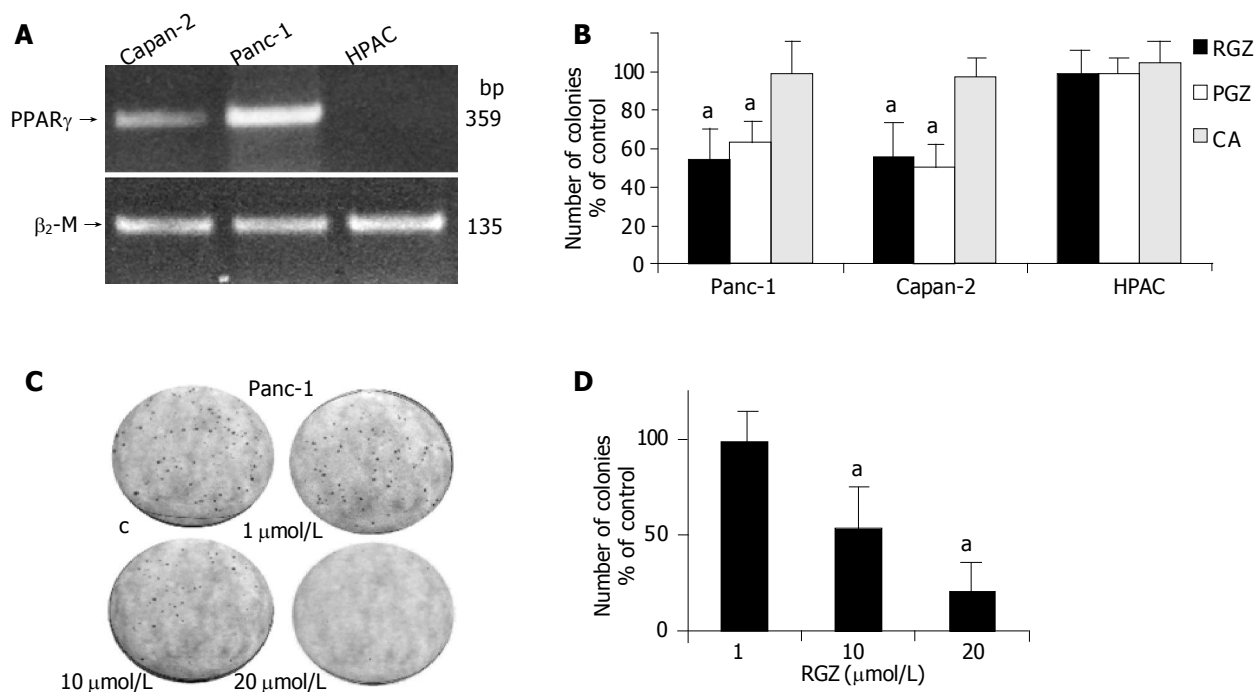 A
Capan-2
Panc-1
HPAC
bp
PPARγ
359
β₂-M
135
B
Number of colonies
% of control
100
80
60
40
20
0
a
a
a
a
Panc-1
Capan-2
HPAC
RGZ
PGZ
CA
C
Panc-1
c
1 μmol/L
10 μmol/L
20 μmol/L
D
Number of colonies
% of control
100
50
0
a
a
1
10
20
RGZ (μmol/L)